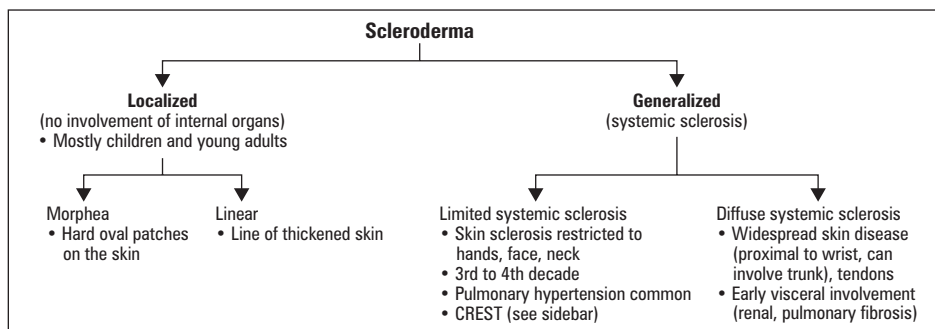 Scleroderma
Localized
(no involvement of internal organs)
• Mostly children and young adults
Generalized
(systemic sclerosis)
Morphea
• Hard oval patches
on the skin
Linear
• Line of thickened skin
Limited systemic sclerosis
• Skin sclerosis restricted to
hands, face, neck
• 3rd to 4th decade
• Pulmonary hypertension common
• CREST (see sidebar)
Diffuse systemic sclerosis
• Widespread skin disease
(proximal to wrist, can
involve trunk), tendons
• Early visceral involvement
(renal, pulmonary fibrosis)